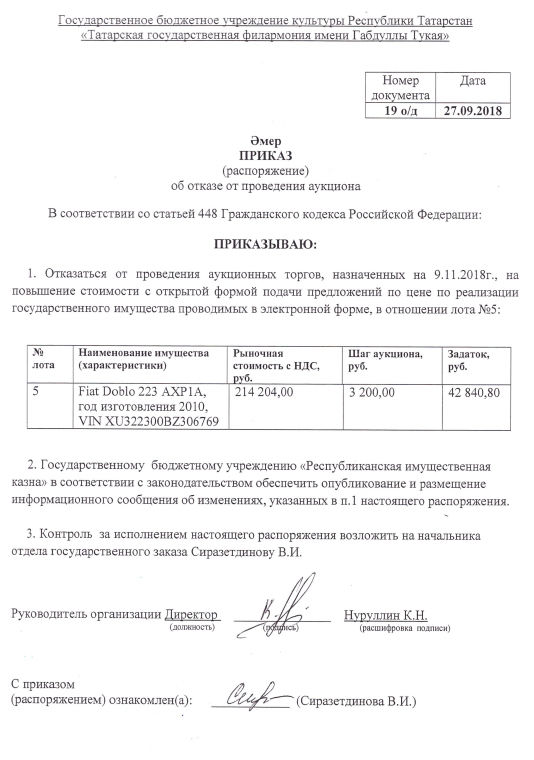 Государственное бюджетное учреждение культуры Республики Татарстан
«Татарская государственная филармония имени Габдуллы Тукая»
Номер документа Дата
19 о/д 27.09.2018
Әмер
ПРИКАЗ
(распоряжение)
об отказе от проведения аукциона
В соответствии со статьей 448 Гражданского кодекса Российской Федерации:
ПРИКАЗЫВАЮ:
1. Отказаться от проведения аукционных торгов, назначенных на 9.11.2018г., на
повышение стоимости с открытой формой подачи предложений по цене по реализации
государственного имущества проводимых в электронной форме, в отношении лота №5:
№ лота Наименование имущества (характеристики) Рыночная стоимость с НДС, руб. Шаг аукциона, руб. Задаток, руб.
5 Fiat Doblo 223 AXP1A, год изготовления 2010, VIN XU322300BZ306769 214 204,00 3 200,00 42 840,80
2. Государственному бюджетному учреждению «Республиканская имущественная
казна» в соответствии с законодательством обеспечить опубликование и размещение
информационного сообщения об изменениях, указанных в п.1 настоящего распоряжения.
3. Контроль за исполнением настоящего распоряжения возложить на начальника
отдела государственного заказа Сиразетдинову В.И.
Руководитель организации Директор Нуруллин К.Н.
(должность) (подпись) (расшифровка подписи)
С приказом
(распоряжением) ознакомлен(а): (Сиразетдинова В.И.)